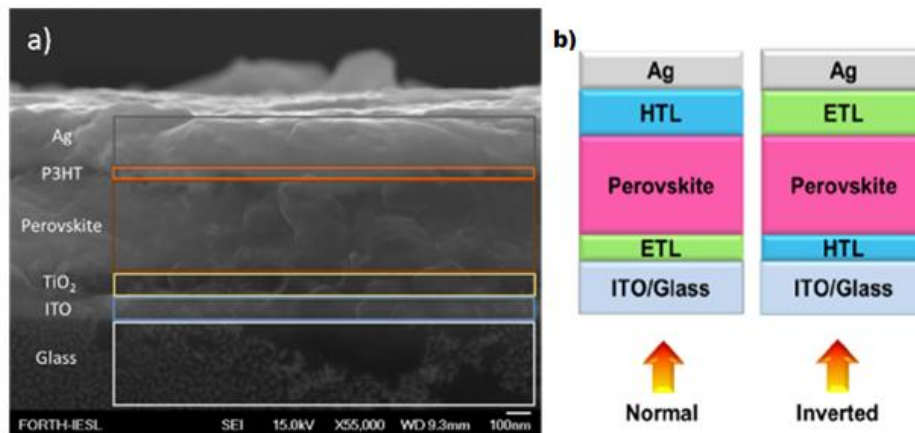 a)
Ag
P3HT
Perovskite
TiO₂
ITO
Glass
FORTH-IESL SEI 15.0kV X55,000 WD 9.3mm 100nm
b)
Ag
HTL
Perovskite
ETL
ITO/Glass
Normal
Ag
ETL
Perovskite
HTL
ITO/Glass
Inverted